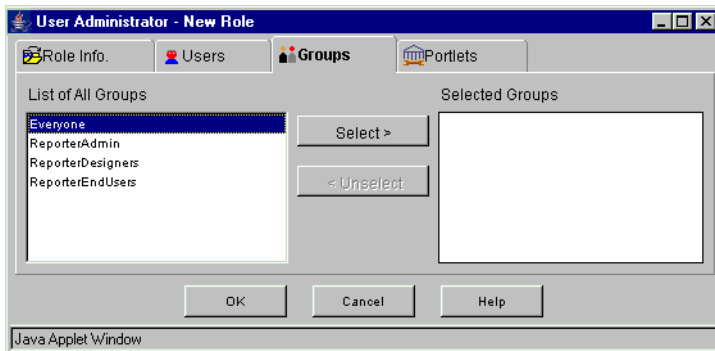 User Administrator - New Role
Role Info.
Users
Groups
Portlets
List of All Groups
Selected Groups
Everyone
ReporterAdmin
ReporterDesigners
ReporterEndUsers
Select >
< Unselect
OK
Cancel
Help
Java Applet Window